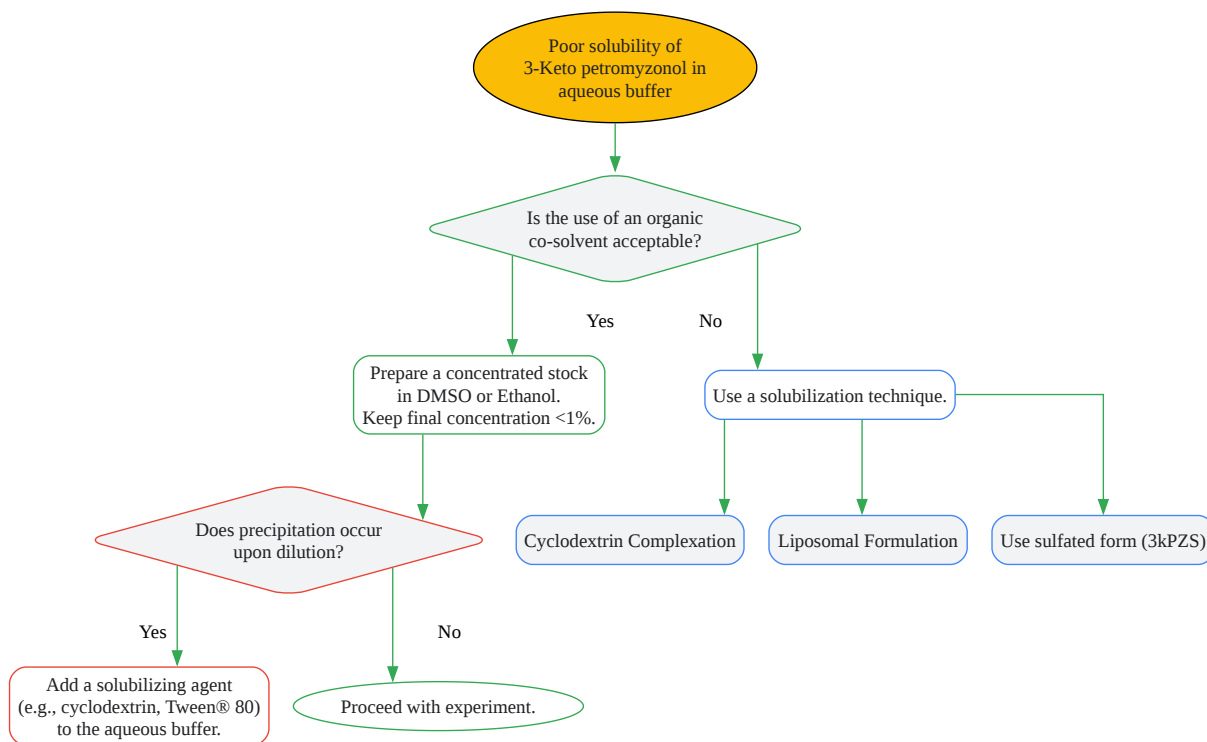 Poor solubility of
3-Keto petromyzonol in
aqueous buffer
Is the use of an organic
co-solvent acceptable?
Yes
No
Prepare a concentrated stock
in DMSO or Ethanol.
Keep final concentration <1%.
Use a solubilization technique.
Does precipitation occur
upon dilution?
Cyclodextrin Complexation
Liposomal Formulation
Use sulfated form (3kPZS)
Yes
No
Add a solubilizing agent
(e.g., cyclodextrin, Tween® 80)
to the aqueous buffer.
Proceed with experiment.